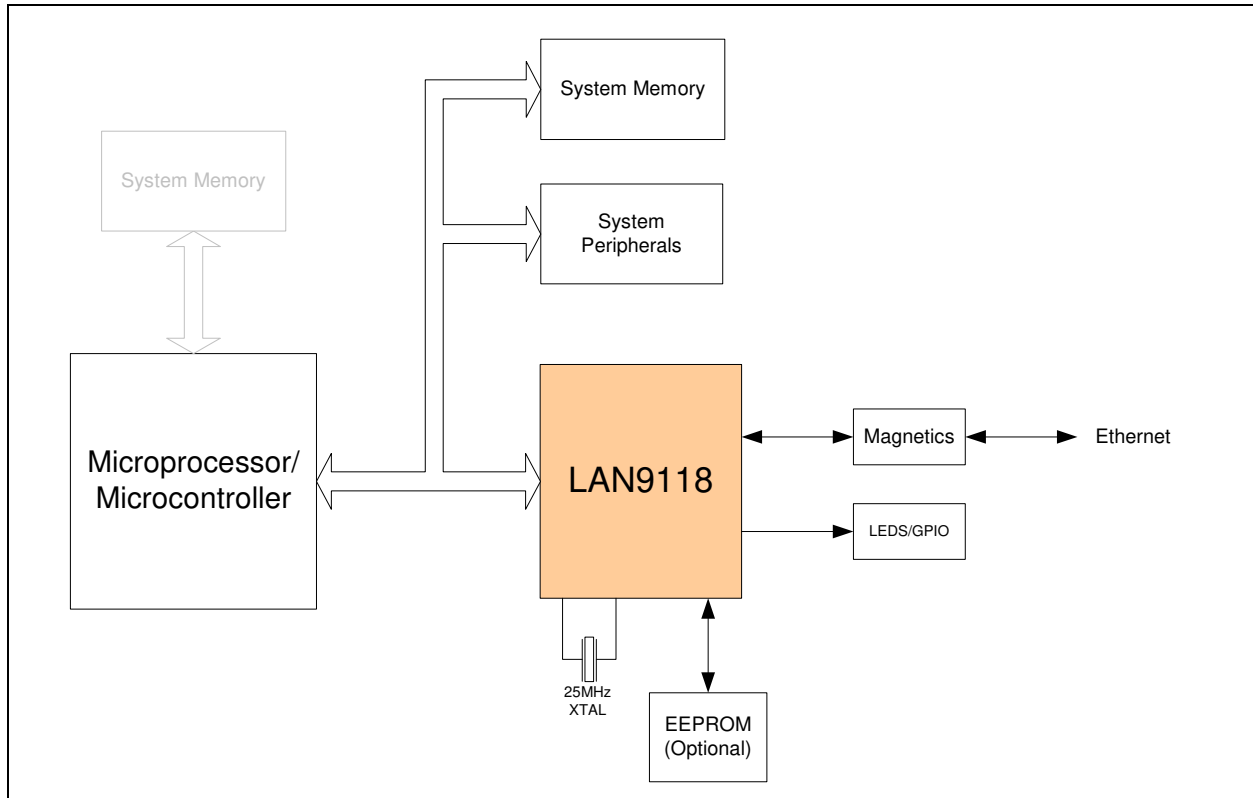 System Memory
System Memory
System
Peripherals
Microprocessor/
Microcontroller
LAN9118
Magnetics
Ethernet
LEDS/GPIO
25MHz
XTAL
EEPROM
(Optional)